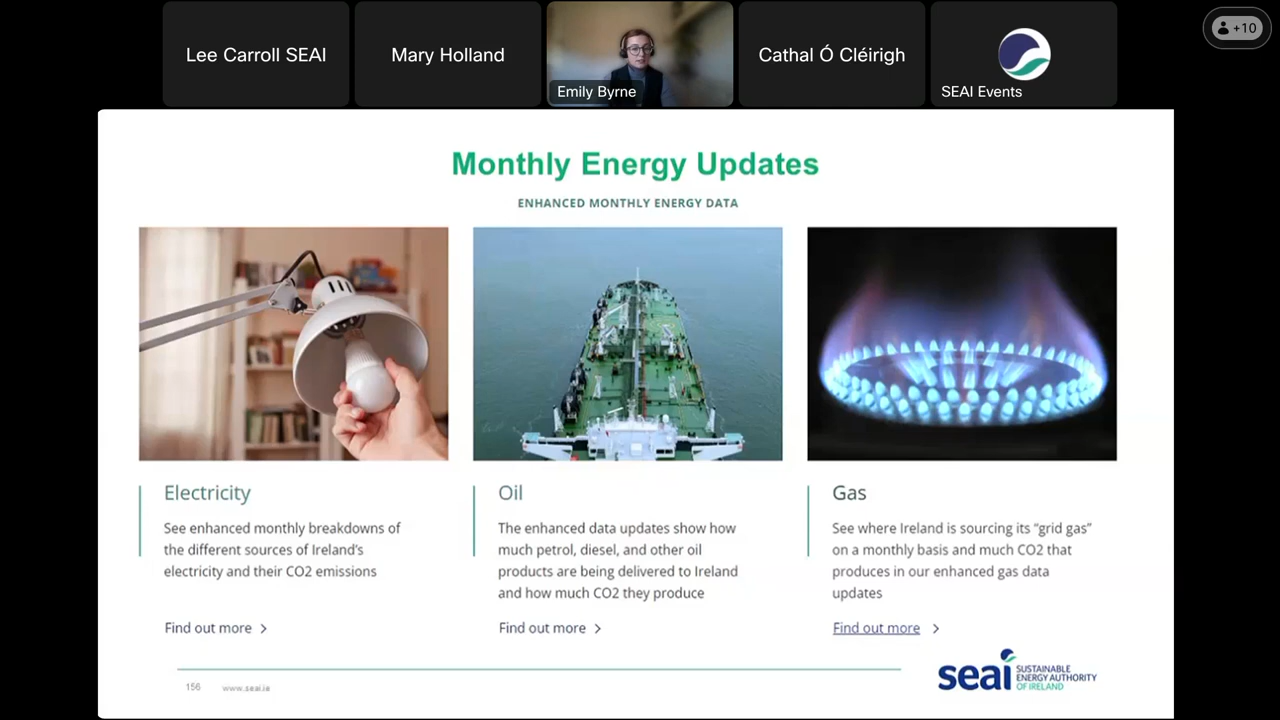 Lee Carroll SEAI
Mary Holland
Emily Byrne
Cathal Ó Cléirigh
SEAI Events
+10
Monthly Energy Updates
ENHANCED MONTHLY ENERGY DATA
Electricity
See enhanced monthly breakdowns of
the different sources of Ireland's
electricity and their CO2 emissions
Find out more
Oil
The enhanced data updates show how
much petrol, diesel, and other oil
products are being delivered to Ireland
and how much CO2 they produce
Find out more
Gas
See where Ireland is sourcing its “grid gas”
on a monthly basis and much CO2 that
produces in our enhanced gas data
updates
Find out more
156
www.seai.ie
seai
SUSTAINABLE
ENERGY AUTHORITY
OF IRELAND